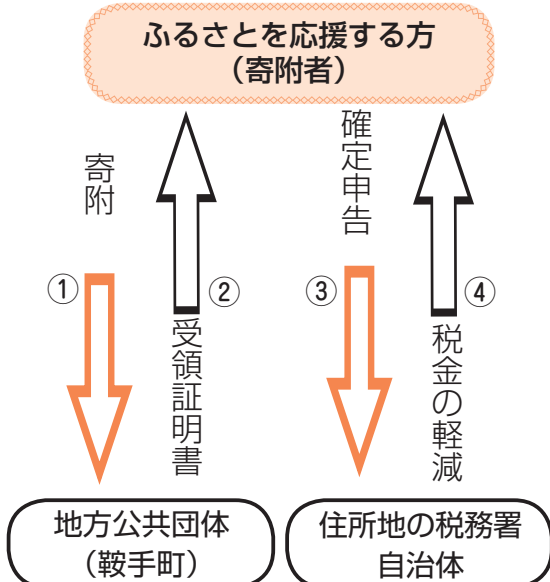 ふるさとを応援する方
（寄附者）
寄附
①
②
受領証明書
確定申告
③
④
税金の軽減
地方公共団体
（鞍手町）
住所地の税務署
自治体